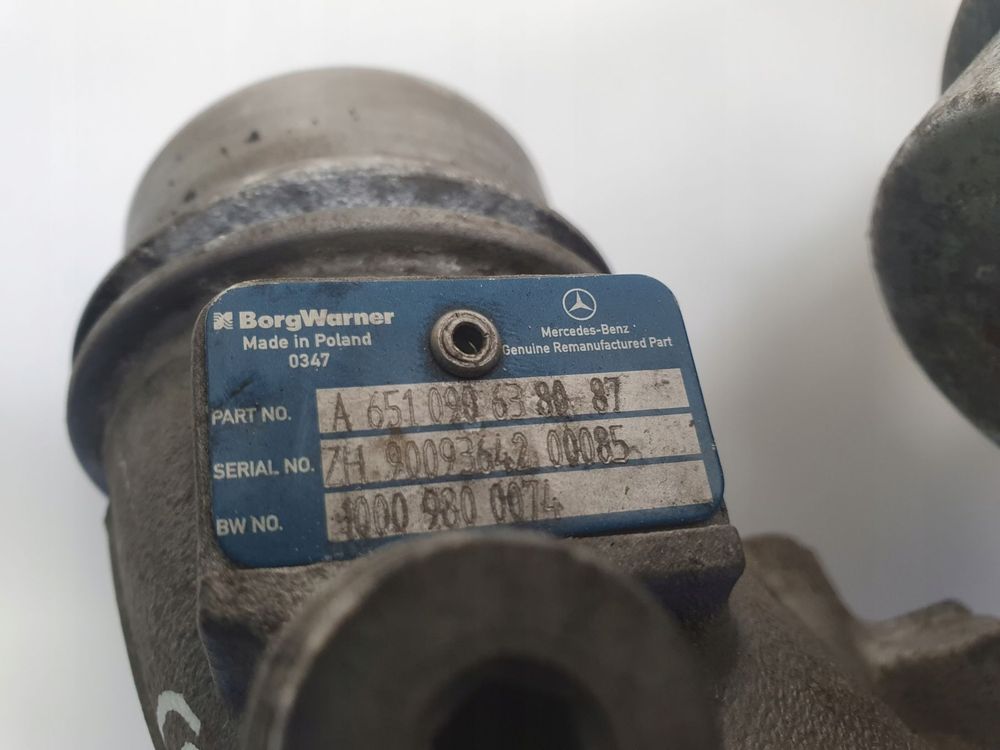 BorgWarner
Made in Poland
0347
Mercedes-Benz
Genuine Remanufactured Part
PART NO. A 651 090 63 80 87
SERIAL NO. ZH 90093642 00085
BW NO. 1000 980 0074